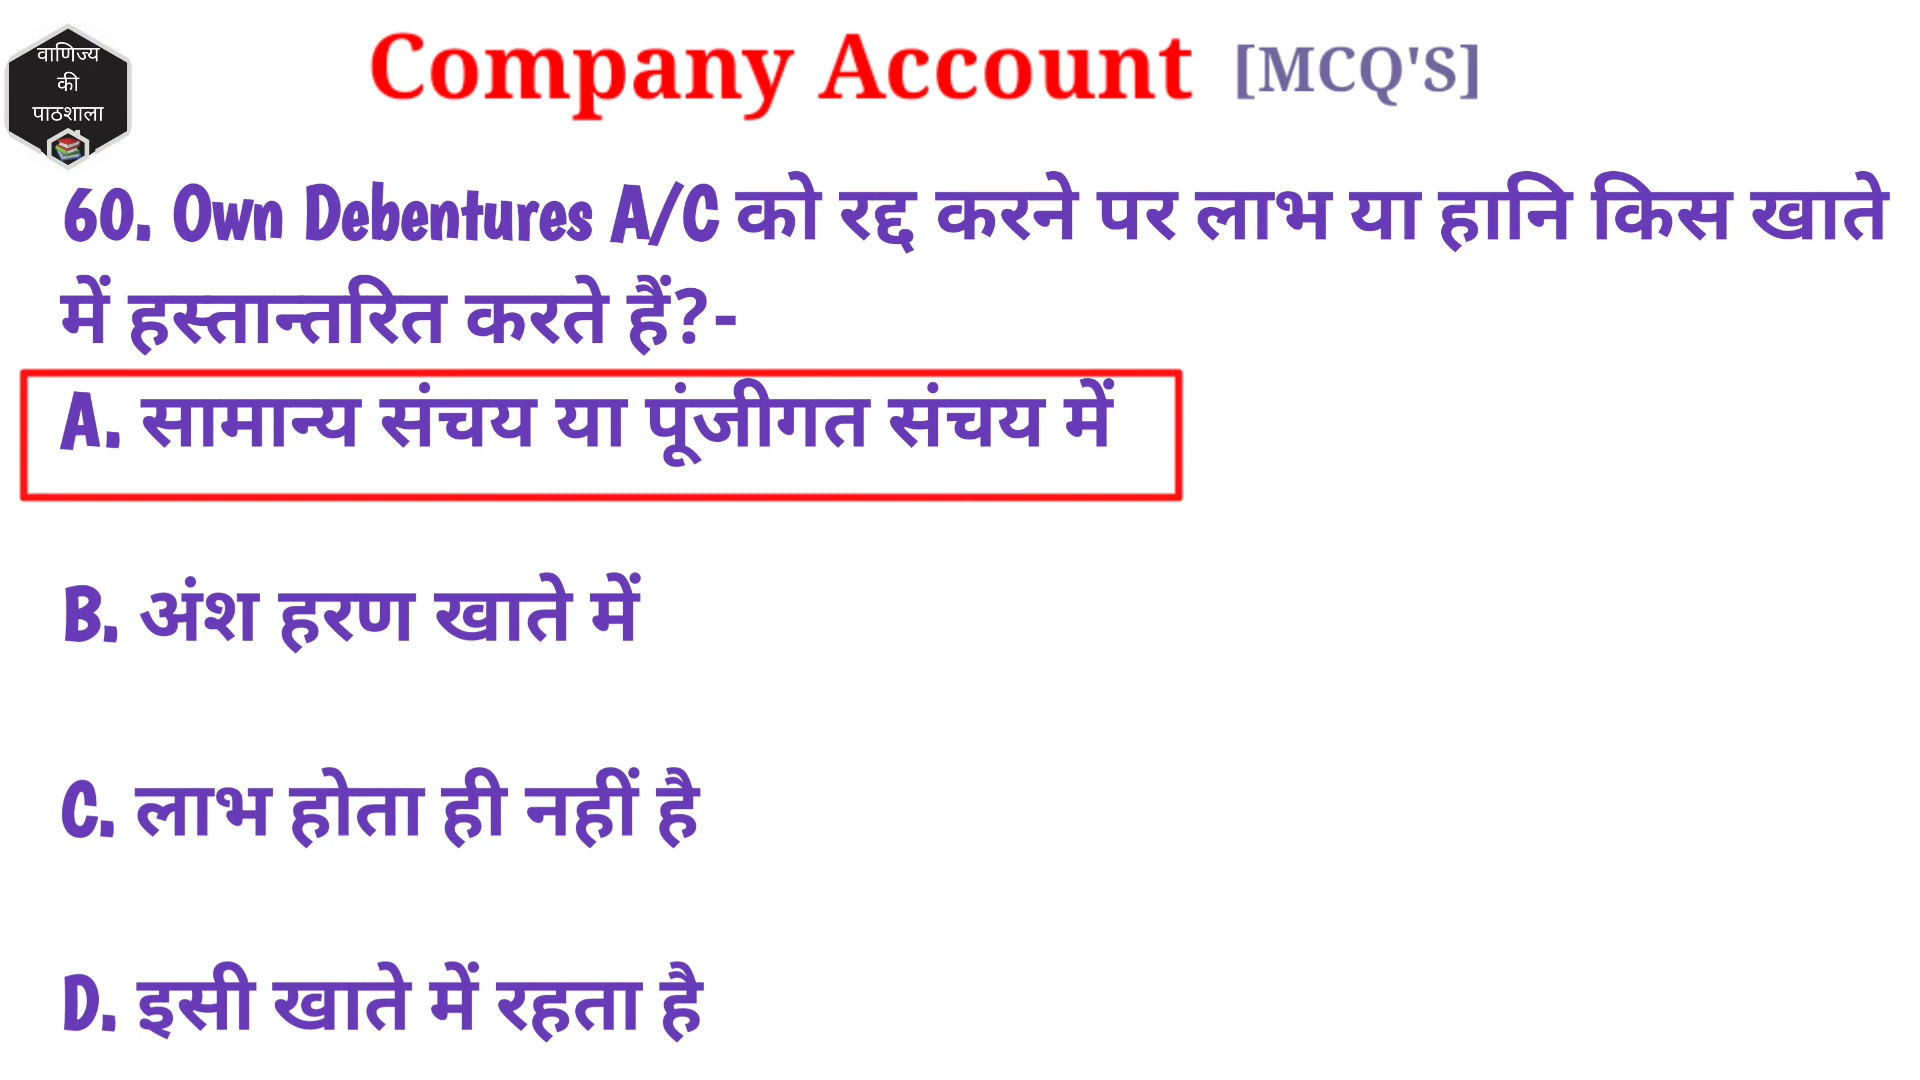 वाणिज्य
की
पाठशाला
Company Account [MCQ'S]
60. Own Debentures A/C को रद्द करने पर लाभ या हानि किस खाते
में हस्तान्तरित करते हैं?-
A. सामान्य संचय या पूंजीगत संचय में
B. अंश हरण खाते में
C. लाभ होता ही नहीं है
D. इसी खाते में रहता है